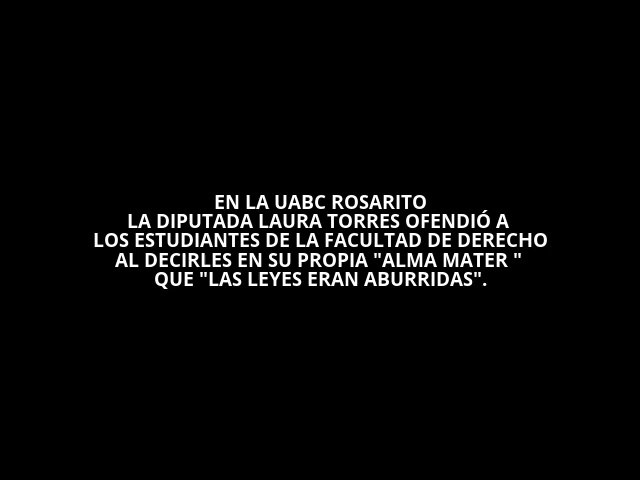 EN LA UABC ROSARITO
LA DIPUTADA LAURA TORRES OFENDIÓ A
LOS ESTUDIANTES DE LA FACULTAD DE DERECHO
AL DECIRLES EN SU PROPIA "ALMA MATER "
QUE "LAS LEYES ERAN ABURRIDAS".